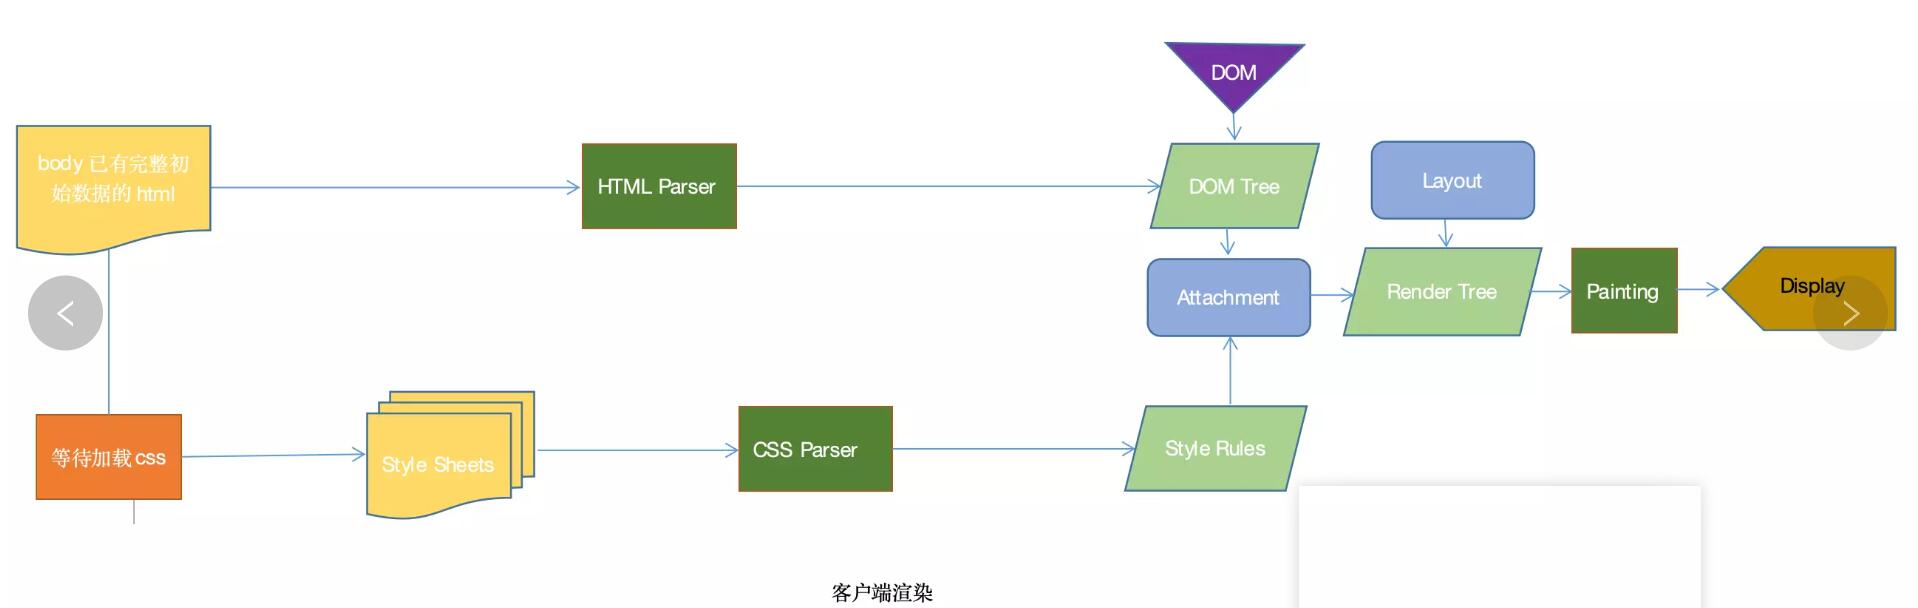 DOM
body 已有完整初
始数据的 html
HTML Parser
DOM Tree
Layout
Attachment
Render Tree
Painting
Display
等待加载 css
Style Sheets
CSS Parser
Style Rules
客户端渲染